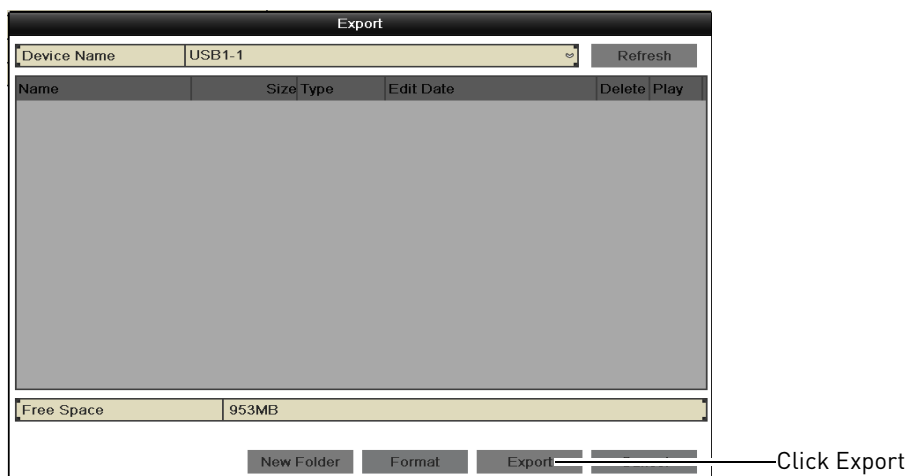 Export
Device Name USB1-1 Refresh
Name Size Type Edit Date Delete Play
Free Space 953MB
New Folder Format Export
Click Export